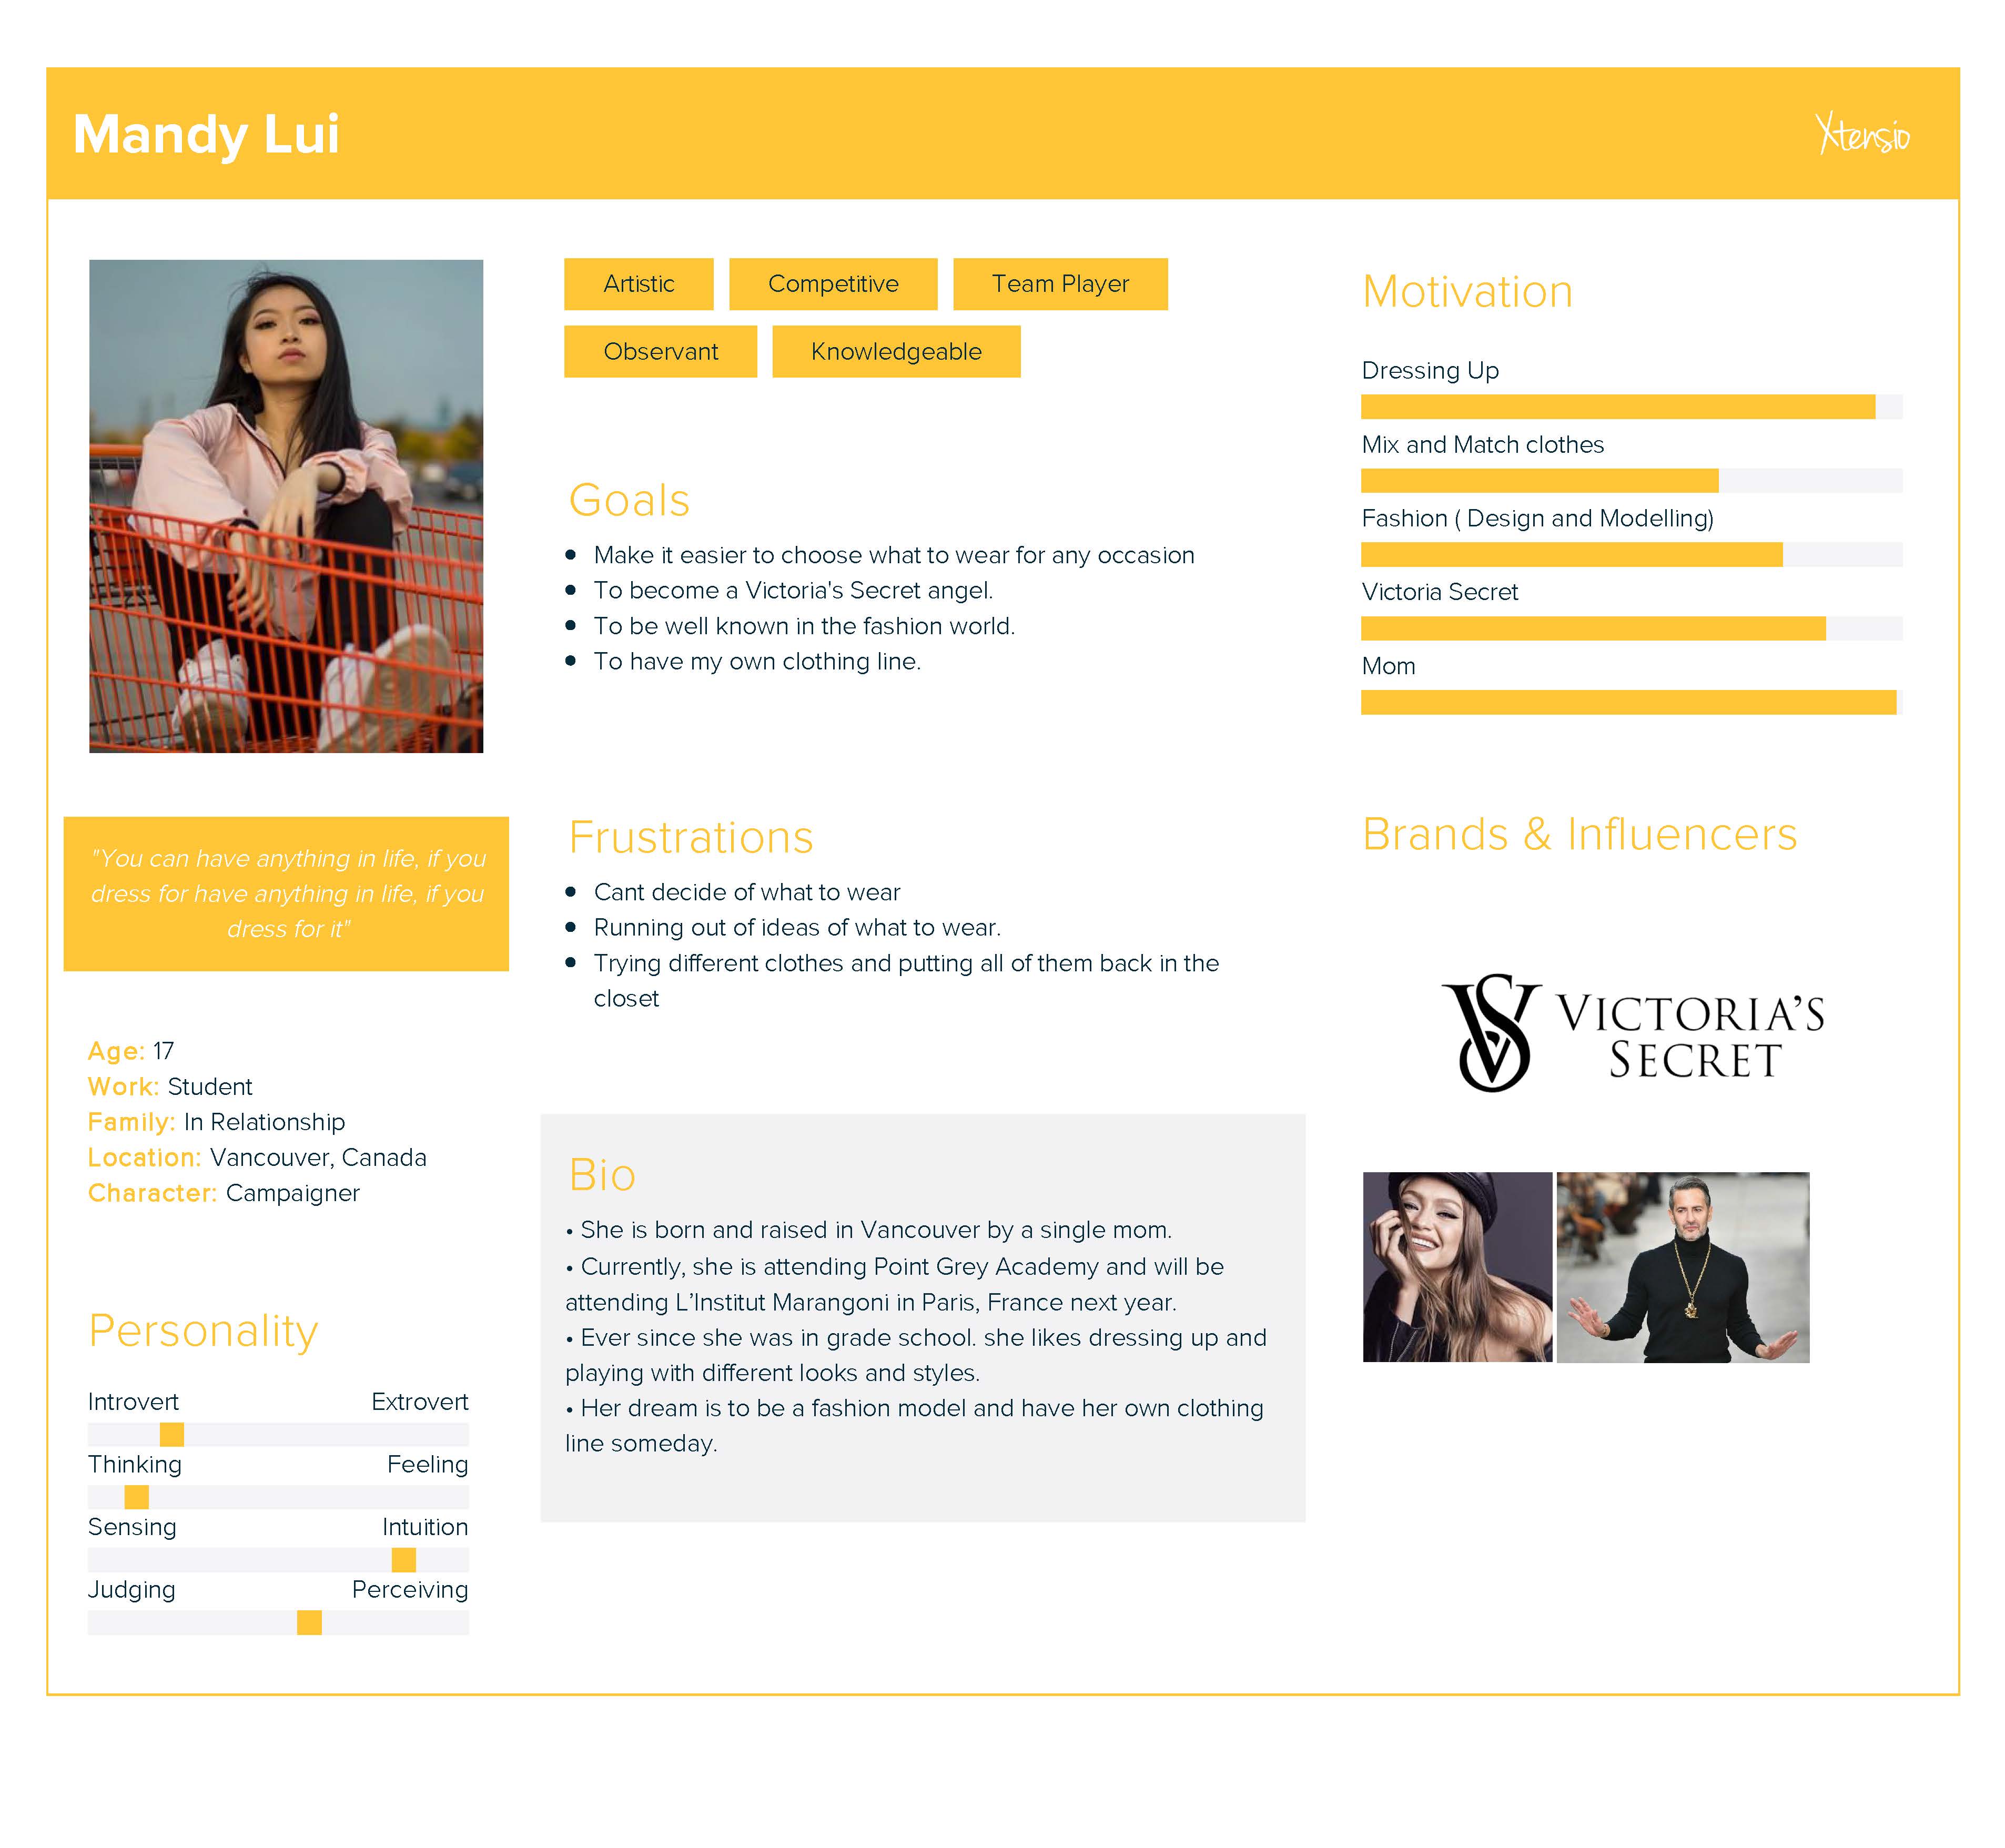 Mandy Lui
Xtensio
Artistic
Competitive
Team Player
Observant
Knowledgeable
Goals
• Make it easier to choose what to wear for any occasion
• To become a Victoria's Secret angel.
• To be well known in the fashion world.
• To have my own clothing line.
Motivation
Dressing Up
Mix and Match clothes
Fashion ( Design and Modelling)
Victoria Secret
Mom
"You can have anything in life, if you
dress for have anything in life, if you
dress for it"
Frustrations
• Cant decide of what to wear
• Running out of ideas of what to wear.
• Trying different clothes and putting all of them back in the
closet
Brands & Influencers
VS
VICTORIA'S
SECRET
Age: 17
Work: Student
Family: In Relationship
Location: Vancouver, Canada
Character: Campaigner
Bio
• She is born and raised in Vancouver by a single mom.
• Currently, she is attending Point Grey Academy and will be
attending L’Institut Marangoni in Paris, France next year.
• Ever since she was in grade school. she likes dressing up and
playing with different looks and styles.
• Her dream is to be a fashion model and have her own clothing
line someday.
Personality
Introvert Extrovert
Thinking Feeling
Sensing Intuition
Judging Perceiving